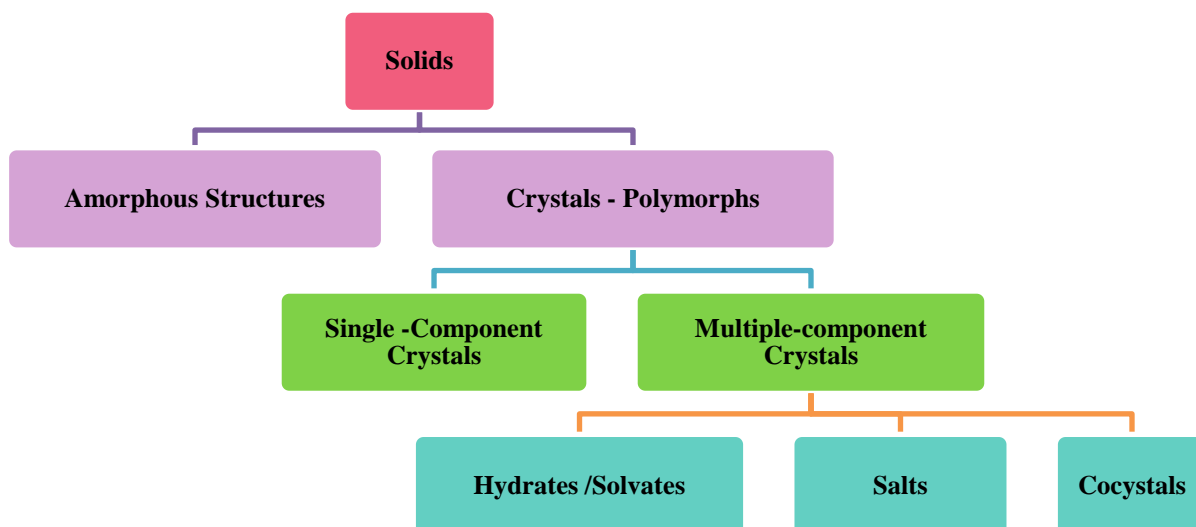 Solids
Amorphous Structures
Crystals - Polymorphs
Single -Component
Crystals
Multiple-component
Crystals
Hydrates /Solvates
Salts
Cocystals